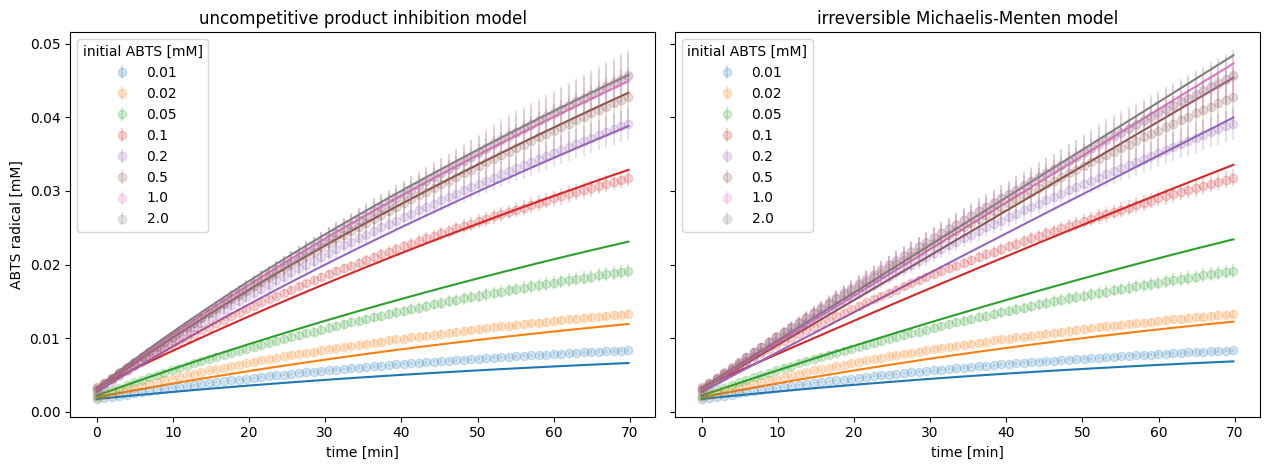 uncompetitive product inhibition model
initial ABTS [mM]
0.01
0.02
0.05
0.1
0.2
0.5
1.0
2.0
ABTS radical [mM]
0.05
0.04
0.03
0.02
0.01
0.00
0 10 20 30 40 50 60 70
time [min]
irreversible Michaelis-Menten model
initial ABTS [mM]
0.01
0.02
0.05
0.1
0.2
0.5
1.0
2.0
0 10 20 30 40 50 60 70
time [min]